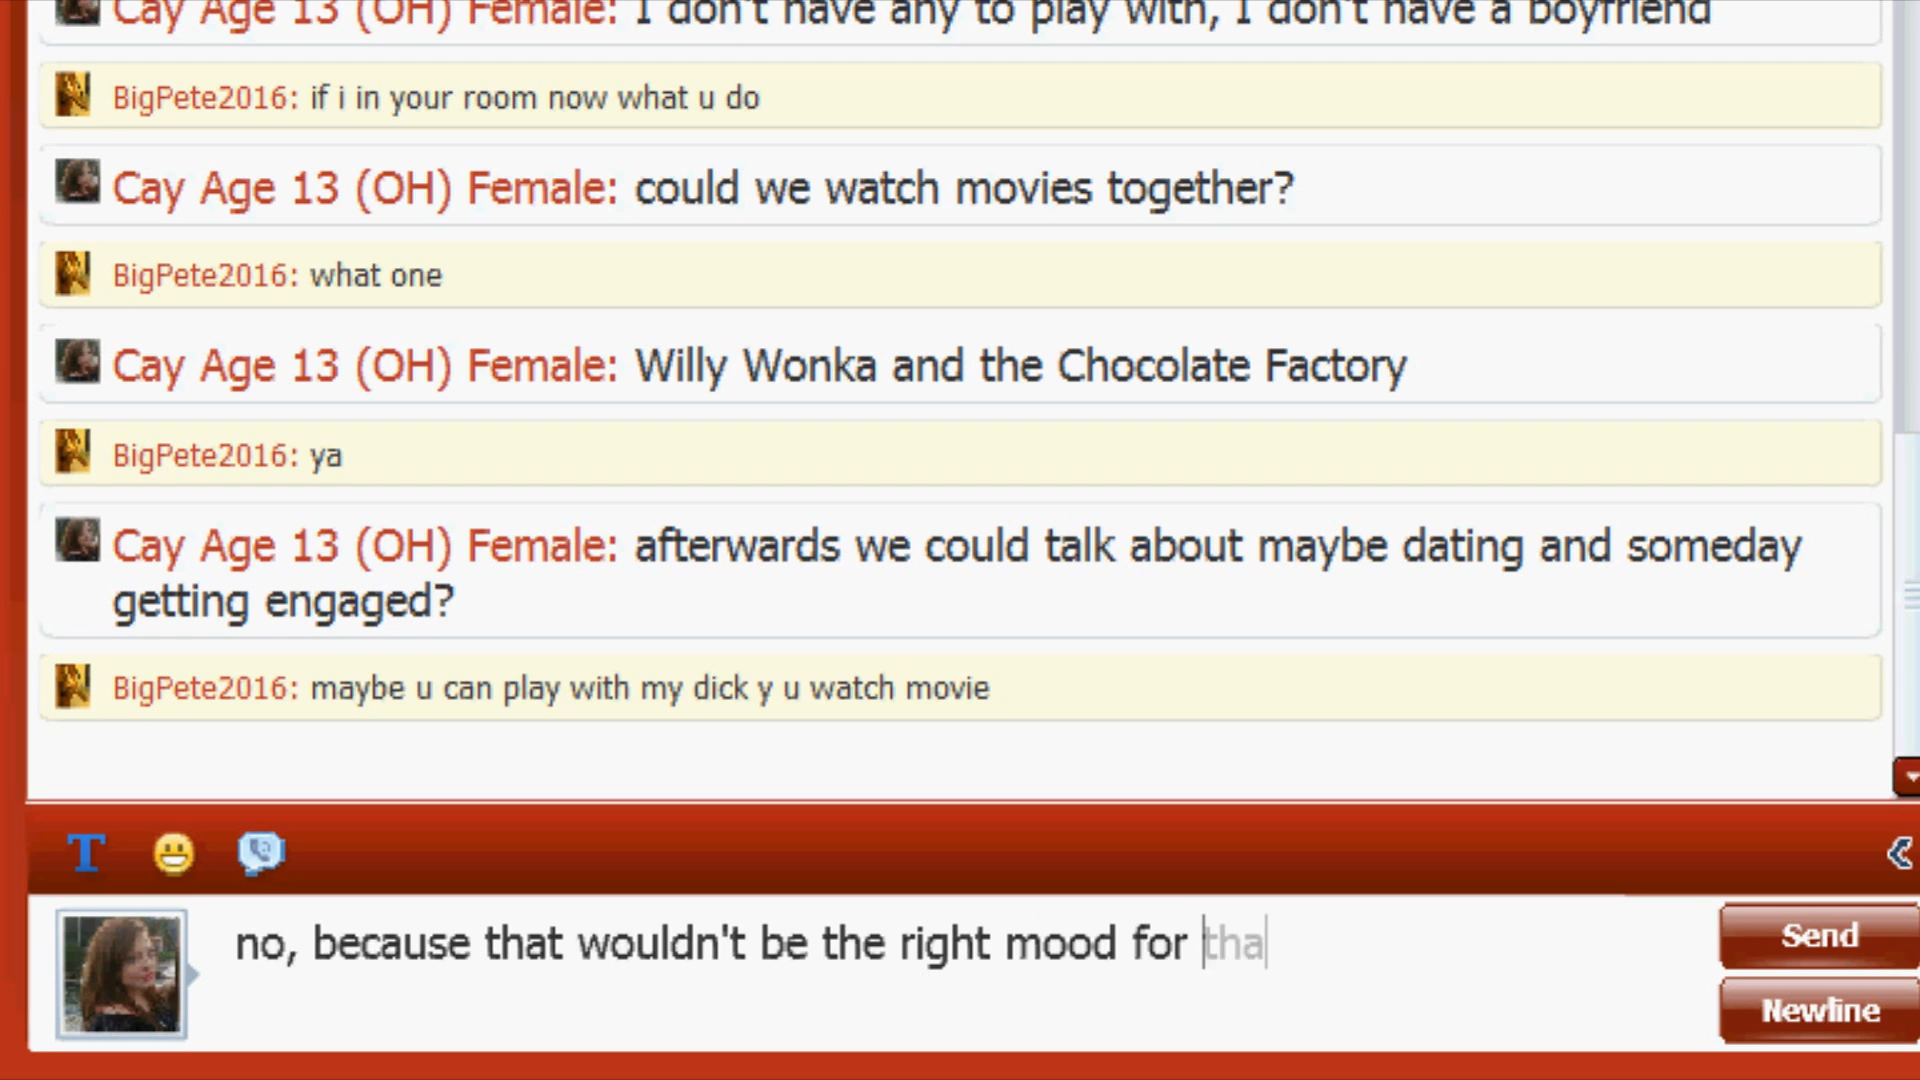 Cay Age 13 (OH) Female: I don't have any to play with, I don't have a boyfriend
BigPete2016: if i in your room now what u do
Cay Age 13 (OH) Female: could we watch movies together?
BigPete2016: what one
Cay Age 13 (OH) Female: Willy Wonka and the Chocolate Factory
BigPete2016: ya
Cay Age 13 (OH) Female: afterwards we could talk about maybe dating and someday
getting engaged?
BigPete2016: maybe u can play with my dick y u watch movie
T
no, because that wouldn't be the right mood for tha
Send
Newline